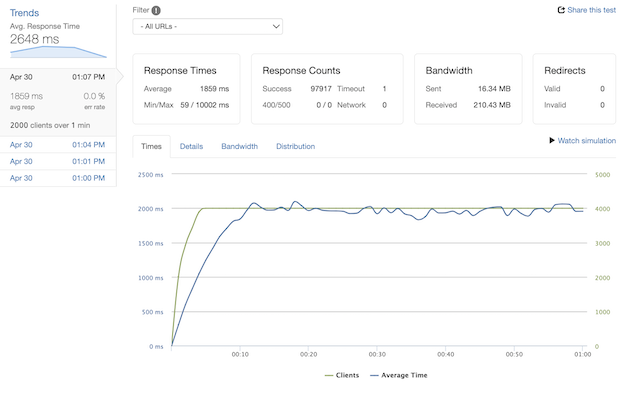 Trends
Avg. Response Time
2648 ms
Apr 30 01:07 PM
1859 ms 0.0 %
avg resp err rate
2000 clients over 1 min
Apr 30 01:04 PM
Apr 30 01:01 PM
Apr 30 01:00 PM
Filter !
- All URLs -
Share this test
Response Times
Average 1859 ms
Min/Max 59 / 10002 ms
Response Counts
Success 97917 Timeout 1
400/500 0 / 0 Network 0
Bandwidth
Sent 16.34 MB
Received 210.43 MB
Redirects
Valid 0
Invalid 0
Times Details Bandwidth Distribution
Watch simulation
2500 ms 5000
2000 ms 4000
1500 ms 3000
1000 ms 2000
500 ms 1000
0 ms 0
00:10 00:20 00:30 00:40 00:50 01:00
Clients Average Time